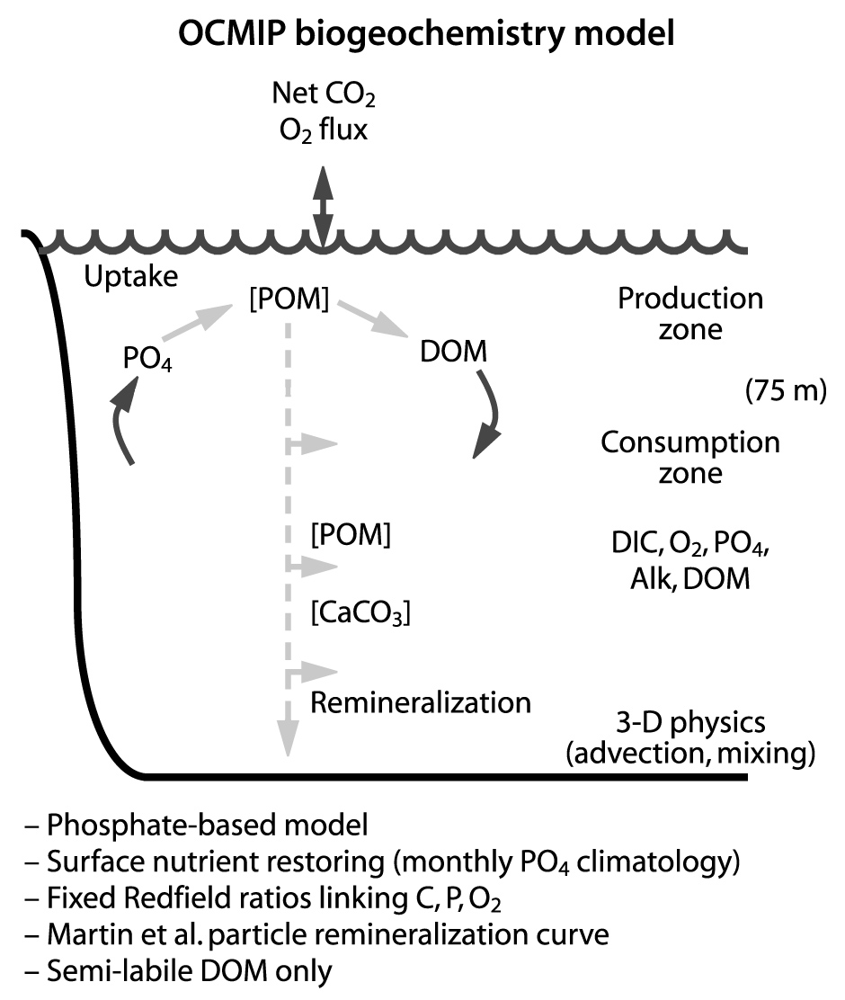 OCMIP biogeochemistry model
Net CO₂
O₂ flux
Uptake
[POM]
Production
zone
PO₄
DOM
(75 m)
Consumption
zone
[POM]
DIC, O₂, PO₄,
Alk, DOM
[CaCO₃]
Remineralization
3-D physics
(advection, mixing)
– Phosphate-based model
– Surface nutrient restoring (monthly PO₄ climatology)
– Fixed Redfield ratios linking C, P, O₂
– Martin et al. particle remineralization curve
– Semi-labile DOM only